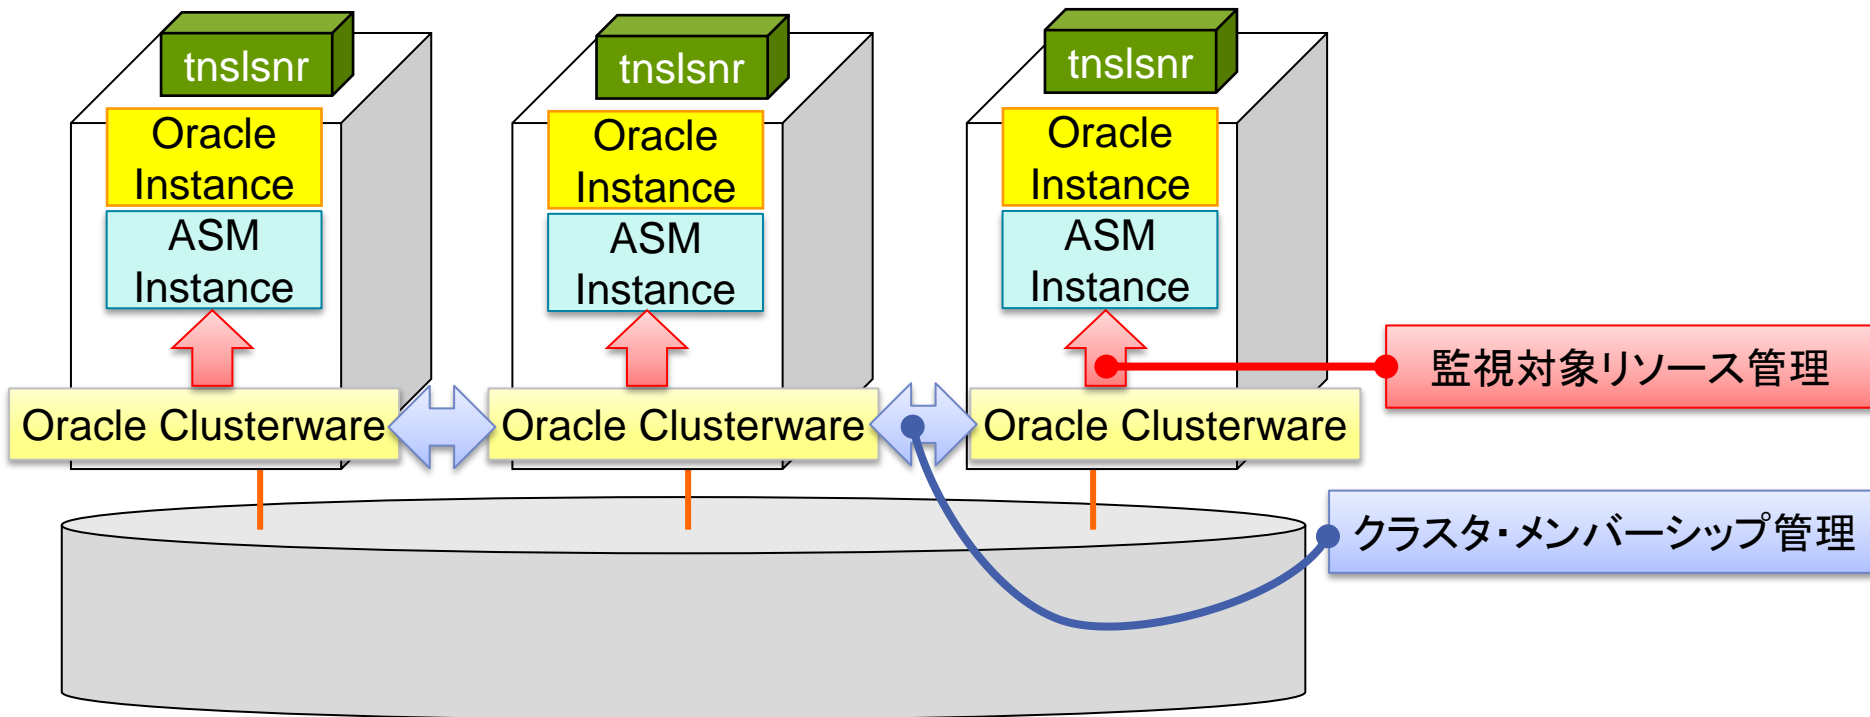 tnslsnr
tnslsnr
tnslsnr
Oracle
Instance
Oracle
Instance
Oracle
Instance
ASM
Instance
ASM
Instance
ASM
Instance
監視対象リソース管理
Oracle Clusterware
Oracle Clusterware
Oracle Clusterware
クラスタ・メンバーシップ管理